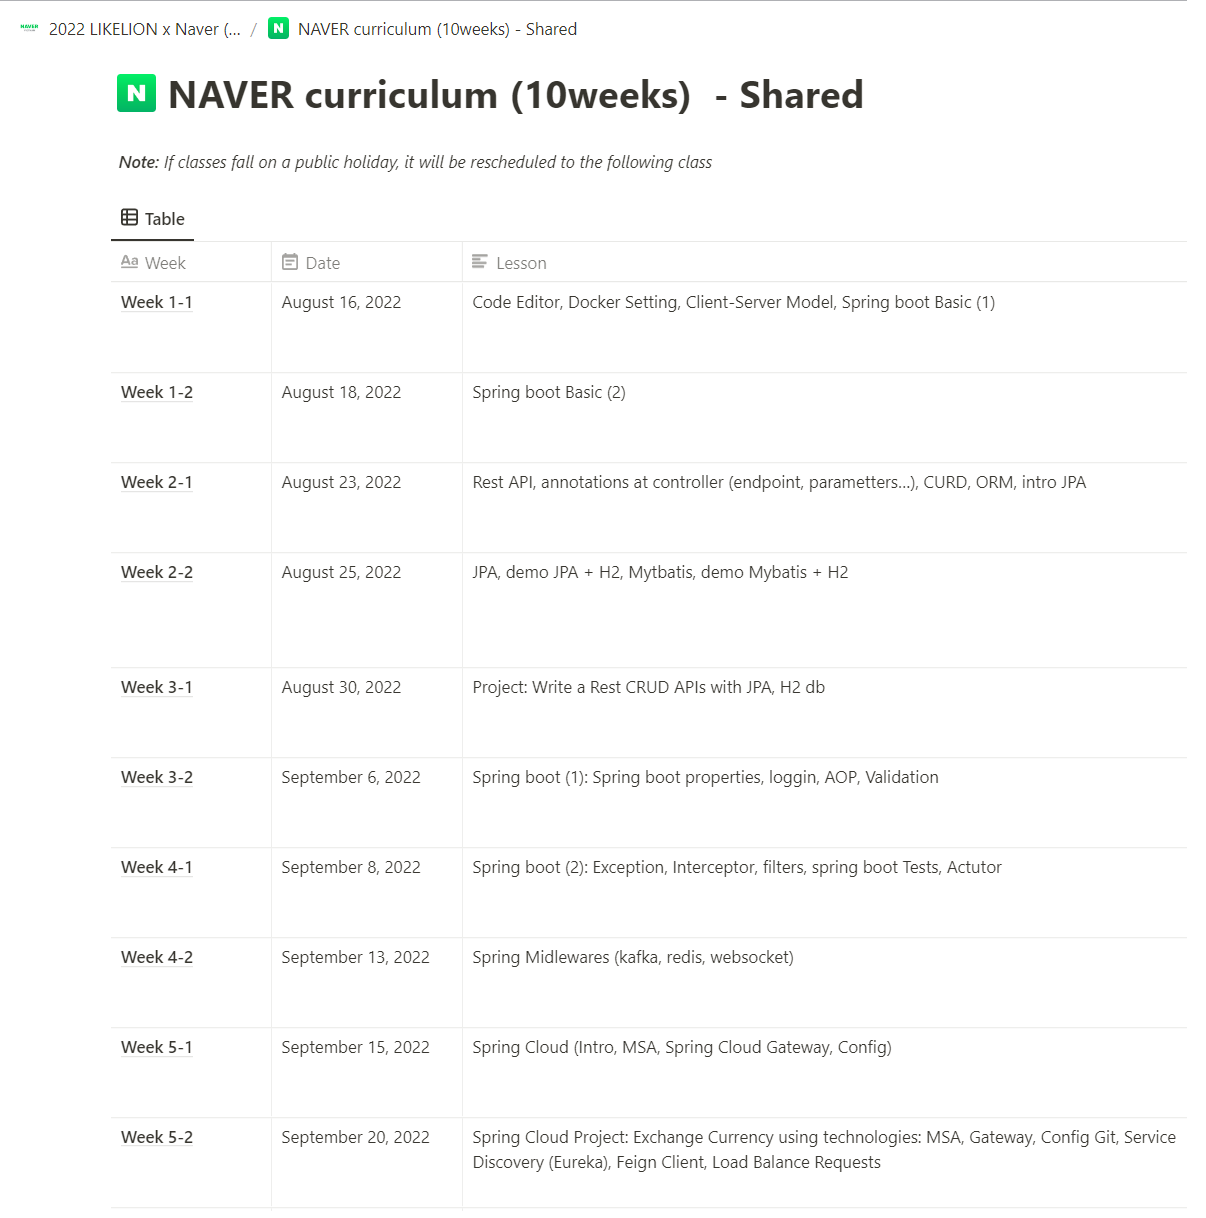 2022 LIKELION x Naver (... / N NAVER curriculum (10weeks) - Shared
N NAVER curriculum (10weeks) - Shared
Note: If classes fall on a public holiday, it will be rescheduled to the following class
Table
Aa Week Date Lesson
Week 1-1 August 16, 2022 Code Editor, Docker Setting, Client-Server Model, Spring boot Basic (1)
Week 1-2 August 18, 2022 Spring boot Basic (2)
Week 2-1 August 23, 2022 Rest API, annotations at controller (endpoint, parametters...), CURD, ORM, intro JPA
Week 2-2 August 25, 2022 JPA, demo JPA + H2, Mytbatis, demo Mybatis + H2
Week 3-1 August 30, 2022 Project: Write a Rest CRUD APIs with JPA, H2 db
Week 3-2 September 6, 2022 Spring boot (1): Spring boot properties, loggin, AOP, Validation
Week 4-1 September 8, 2022 Spring boot (2): Exception, Interceptor, filters, spring boot Tests, Actutor
Week 4-2 September 13, 2022 Spring Midlewares (kafka, redis, websocket)
Week 5-1 September 15, 2022 Spring Cloud (Intro, MSA, Spring Cloud Gateway, Config)
Week 5-2 September 20, 2022 Spring Cloud Project: Exchange Currency using technologies: MSA, Gateway, Config Git, Service
Discovery (Eureka), Feign Client, Load Balance Requests